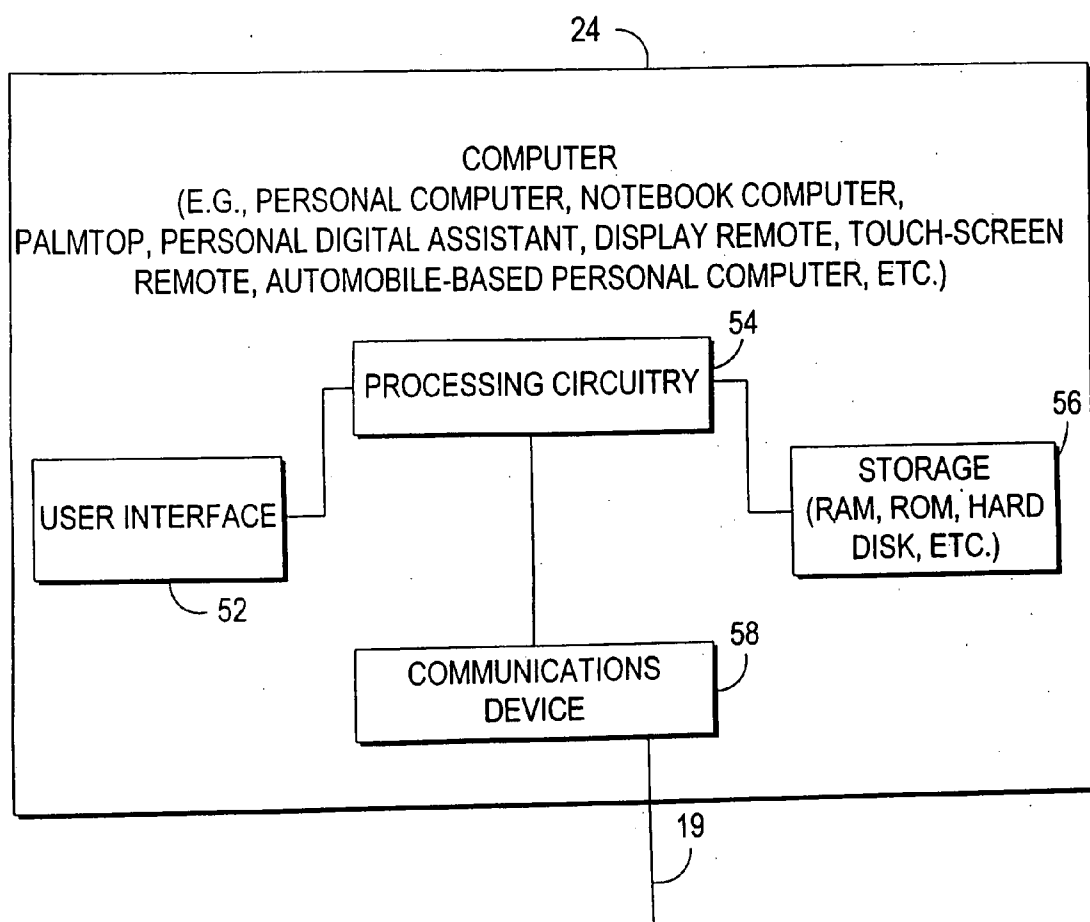 24
COMPUTER
(E.G., PERSONAL COMPUTER, NOTEBOOK COMPUTER,
PALMTOP, PERSONAL DIGITAL ASSISTANT, DISPLAY REMOTE, TOUCH-SCREEN
REMOTE, AUTOMOBILE-BASED PERSONAL COMPUTER, ETC.)
54
PROCESSING CIRCUITRY
56
STORAGE
(RAM, ROM, HARD
DISK, ETC.)
USER INTERFACE
52
58
COMMUNICATIONS
DEVICE
19